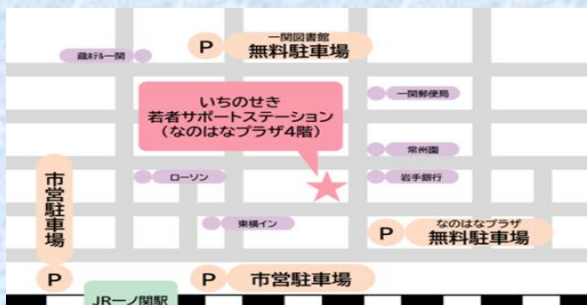 P
一関図書館
無料駐車場
蔵ホテル一関
いちのせき
若者サポートステーション
(なのはなプラザ4階)
一関郵便局
常州園
ローソン
岩手銀行
市営駐車場
東横イン
P
なのはなプラザ
無料駐車場
P
P
市営駐車場
JR一ノ関駅